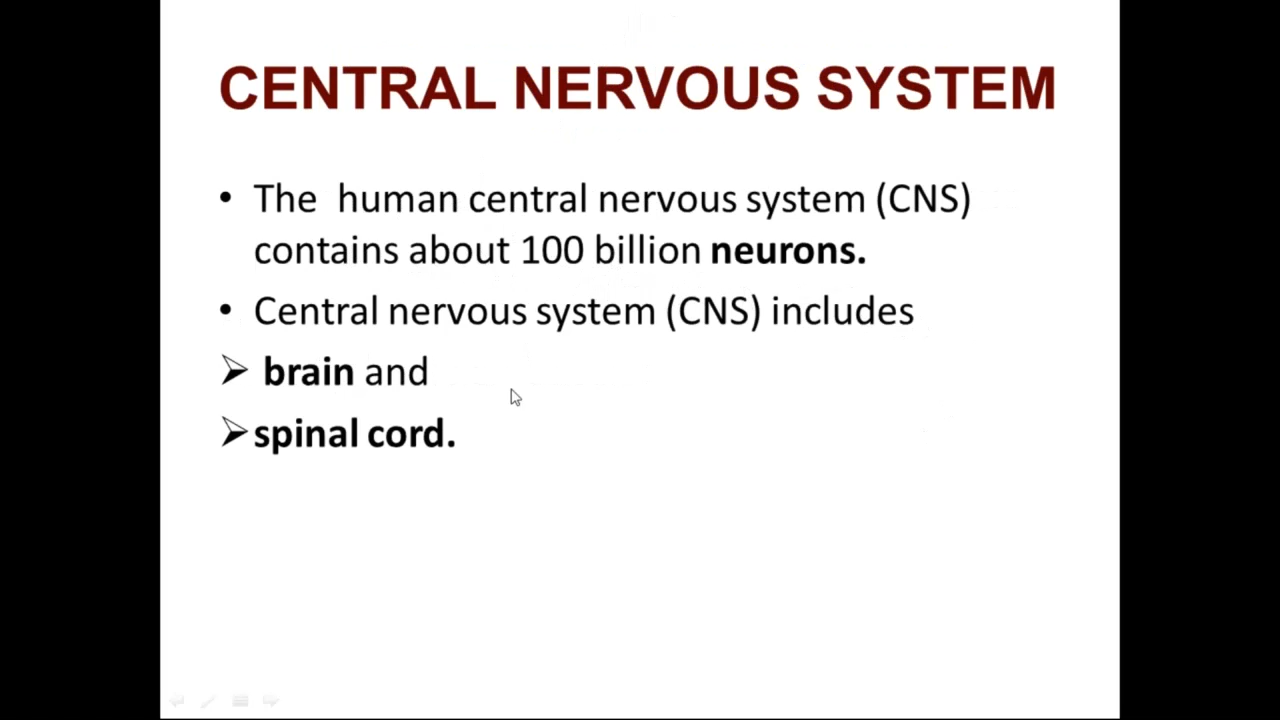 CENTRAL NERVOUS SYSTEM
• The  human central nervous system (CNS)
contains about 100 billion neurons.
• Central nervous system (CNS) includes
➢ brain and
➢ spinal cord.